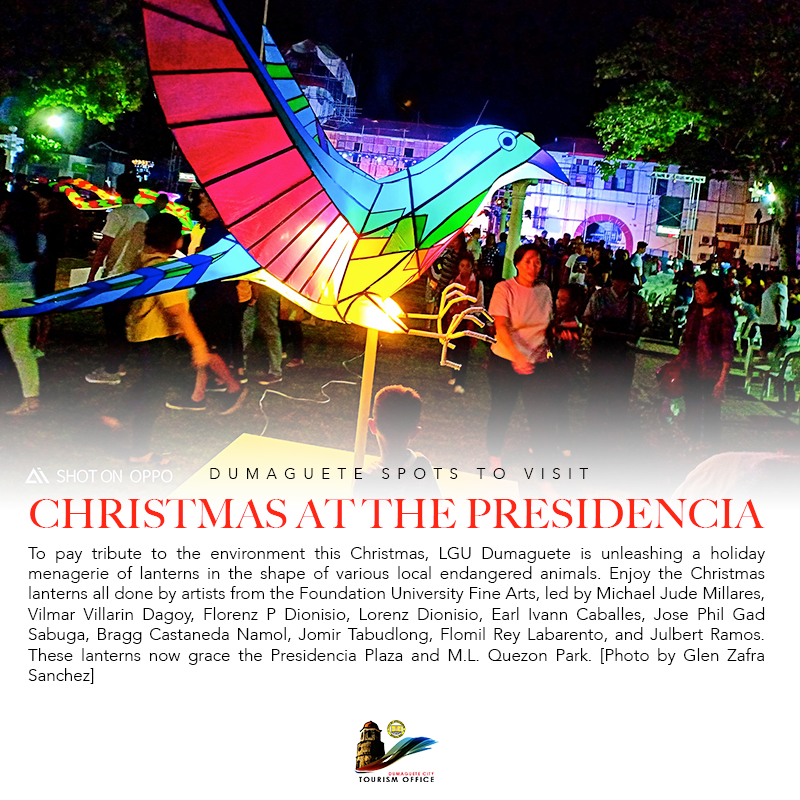 SHOT ON OPPO
DUMAGUETE SPOTS TO VISIT
CHRISTMAS AT THE PRESIDENCIA
To pay tribute to the environment this Christmas, LGU Dumaguete is unleashing a holiday
menagerie of lanterns in the shape of various local endangered animals. Enjoy the Christmas
lanterns all done by artists from the Foundation University Fine Arts, led by Michael Jude Millares,
Vilmar Villarin Dagoy, Florenz P Dionisio, Lorenz Dionisio, Earl Ivann Caballes, Jose Phil Gad
Sabuga, Bragg Castaneda Namol, Jomir Tabudlong, Flomil Rey Labarento, and Julbert Ramos.
These lanterns now grace the Presidencia Plaza and M.L. Quezon Park. [Photo by Glen Zafra
Sanchez]
DUMAGUETE CITY
TOURISM OFFICE